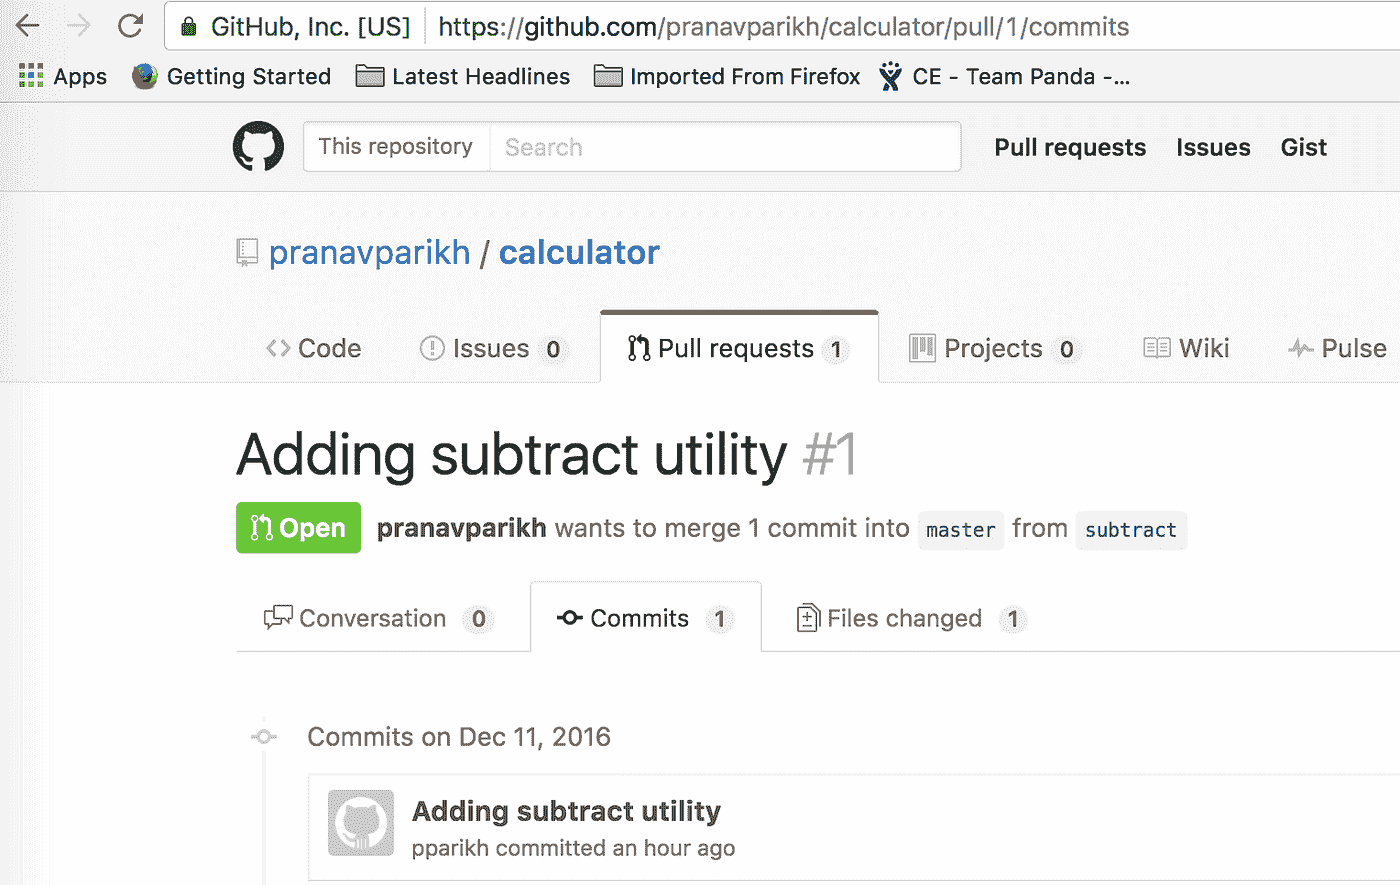 GitHub, Inc. [US] https://github.com/pranavparikh/calculator/pull/1/commits
Apps Getting Started Latest Headlines Imported From Firefox CE - Team Panda -...
This repository Search Pull requests Issues Gist
pranavparikh / calculator
Code Issues 0 Pull requests 1 Projects 0 Wiki Pulse
Adding subtract utility #1
Open pranavparikh wants to merge 1 commit into master from subtract
Conversation 0 Commits 1 Files changed 1
Commits on Dec 11, 2016
Adding subtract utility
pparikh committed an hour ago